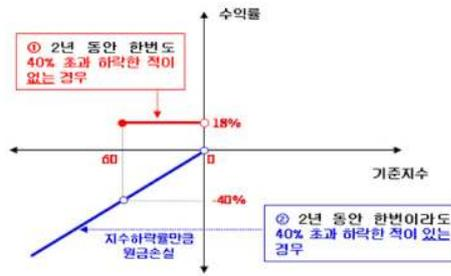 수익률
① 2년 동안 한번도
40% 초과 하락한 적이
없는 경우
18%
60
0
기준지수
-40%
지수하락률만큼
원금손실
② 2년 동안 한번이라도
40% 초과 하락한 적이 있는
경우